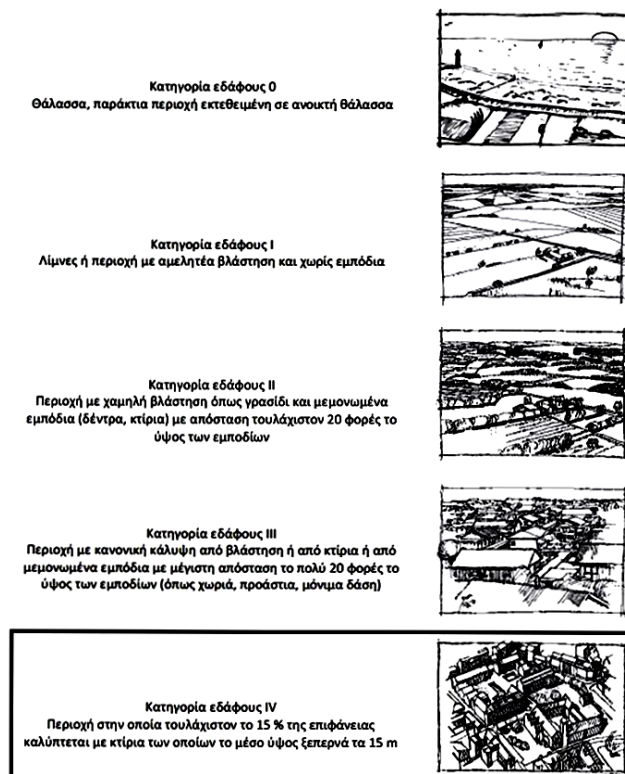 Κατηγορία εδάφους 0
Θάλασσα, παράκτια περιοχή εκτεθειμένη σε ανοικτή θάλασσα
Κατηγορία εδάφους I
Λίμνες ή περιοχή με αμελητέα βλάστηση και χωρίς εμπόδια
Κατηγορία εδάφους II
Περιοχή με χαμηλή βλάστηση όπως γρασίδι και μεμονωμένα
εμπόδια (δέντρα, κτίρια) με απόσταση τουλάχιστον 20 φορές το
ύψος των εμποδίων
Κατηγορία εδάφους III
Περιοχή με κανονική κάλυψη από βλάστηση ή από κτίρια ή από
μεμονωμένα εμπόδια με μέγιστη απόσταση το πολύ 20 φορές το
ύψος των εμποδίων (όπως χωριά, προάστια, μόνιμα δάση)
Κατηγορία εδάφους IV
Περιοχή στην οποία τουλάχιστον το 15 % της επιφάνειας
καλύπτεται με κτίρια των οποίων το μέσο ύψος ξεπερνά τα 15 m